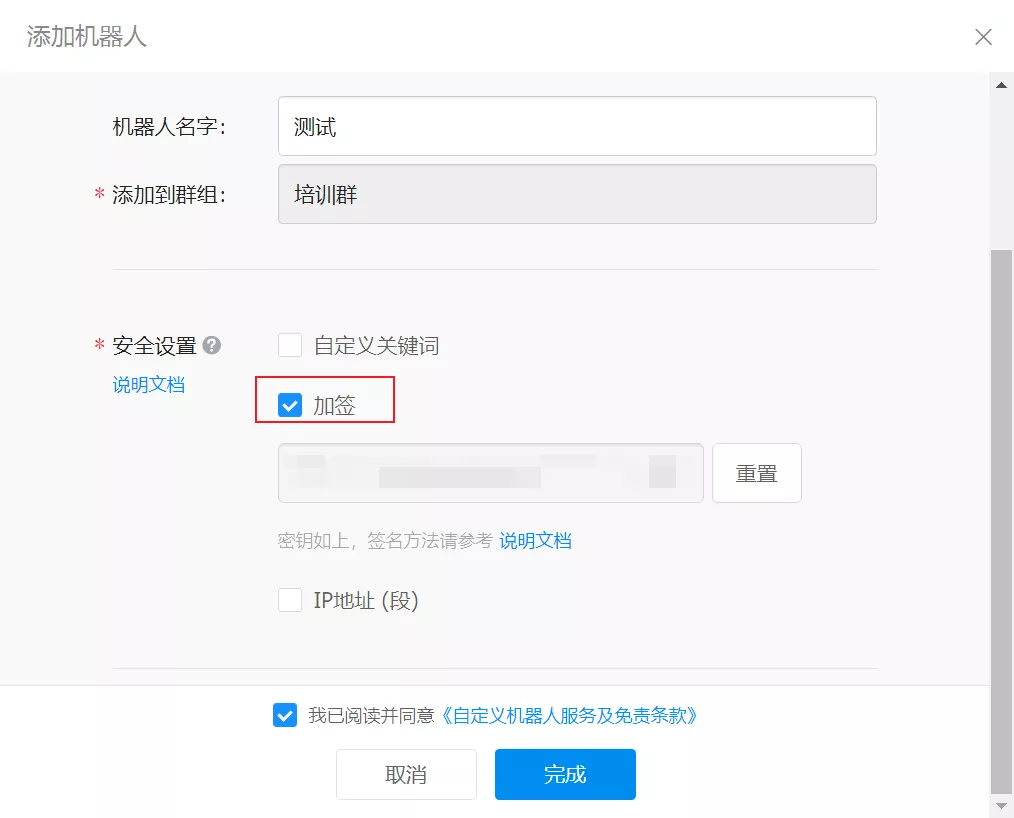 添加机器人
机器人名字:
测试
* 添加到群组:
培训群
* 安全设置 ?
自定义关键词
说明文档
加签
重置
密钥如上，签名方法请参考 说明文档
IP地址 (段)
我已阅读并同意《自定义机器人服务及免责条款》
取消
完成